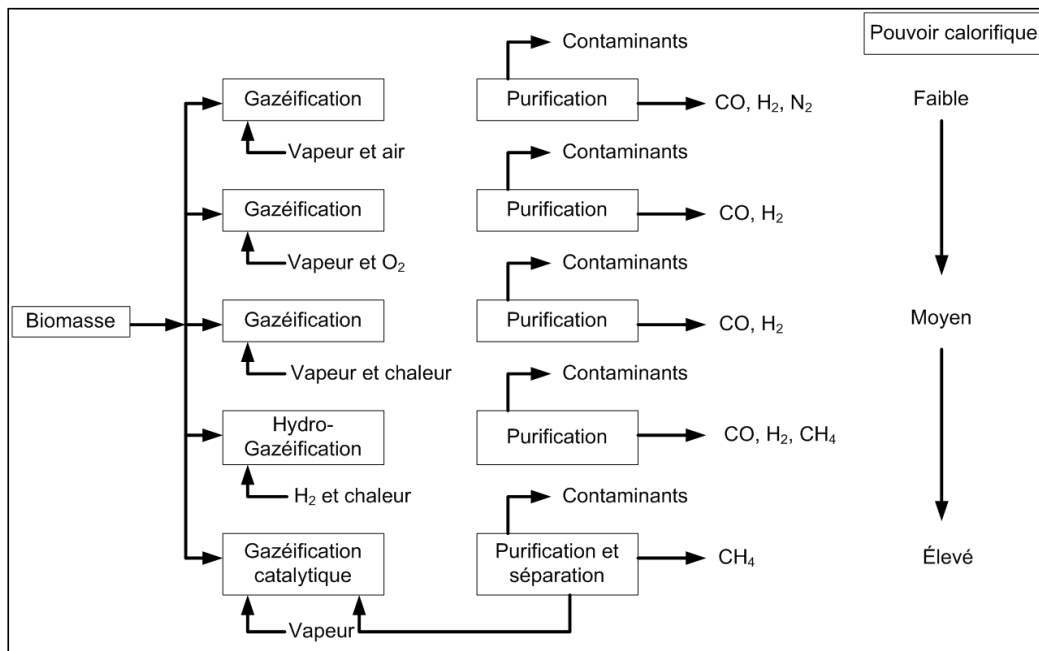 Contaminants
Pouvoir calorifique
Gazéification
Purification
CO, H₂, N₂
Faible
Vapeur et air
Contaminants
Gazéification
Purification
CO, H₂
Vapeur et O₂
Contaminants
Biomasse
Gazéification
Purification
CO, H₂
Moyen
Vapeur et chaleur
Contaminants
Hydro-
Gazéification
Purification
CO, H₂, CH₄
H₂ et chaleur
Contaminants
Gazéification
catalytique
Purification et
séparation
CH₄
Élevé
Vapeur